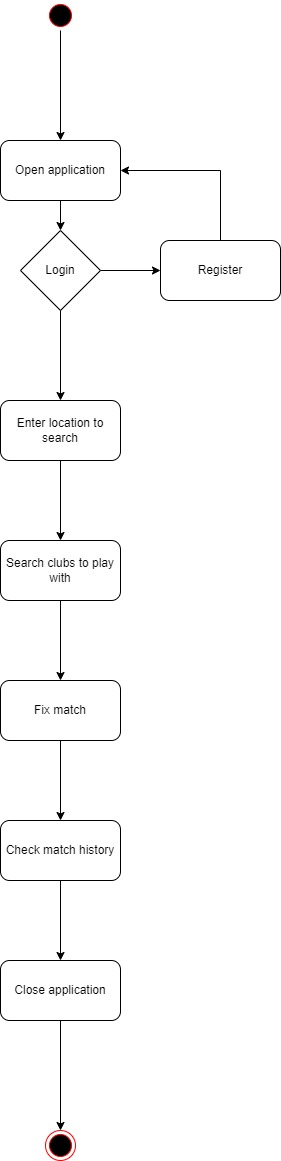 Open application
Login
Register
Enter location to
search
Search clubs to play
with
Fix match
Check match history
Close application